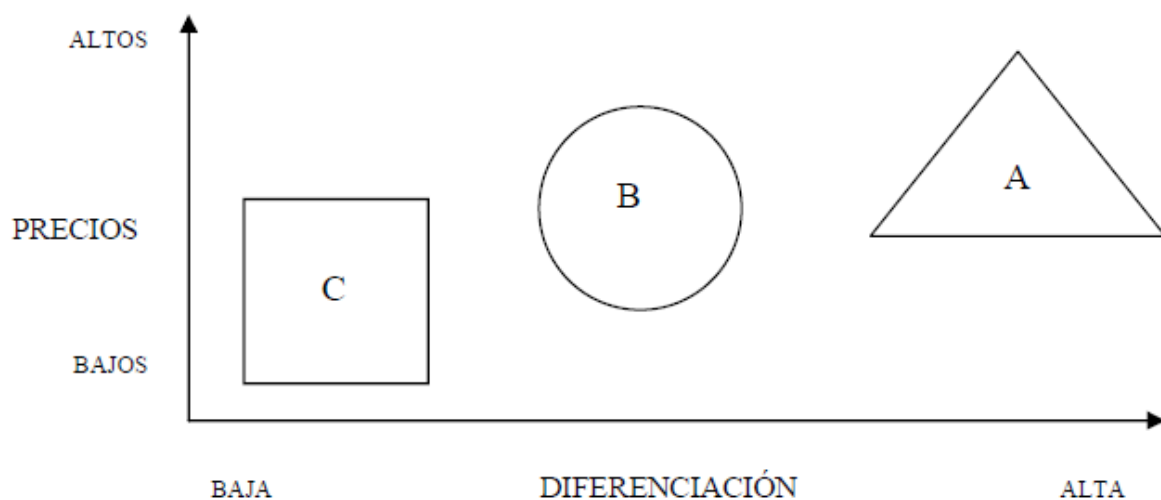 ALTOS
A
B
PRECIOS
C
BAJOS
BAJA DIFERENCIACIÓN ALTA